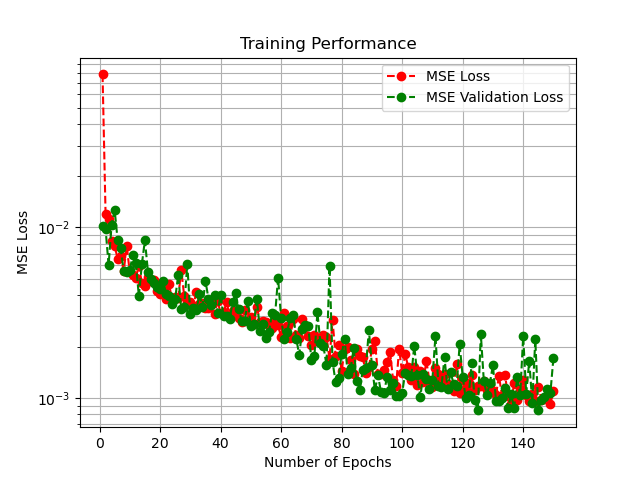 Training Performance
MSE Loss
MSE Validation Loss
MSE Loss
10⁻²
10⁻³
0 20 40 60 80 100 120 140
Number of Epochs